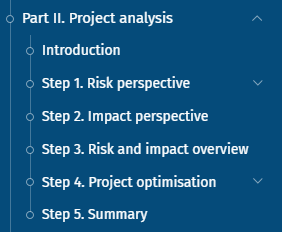 Part II. Project analysis
Introduction
Step 1. Risk perspective
Step 2. Impact perspective
Step 3. Risk and impact overview
Step 4. Project optimisation
Step 5. Summary